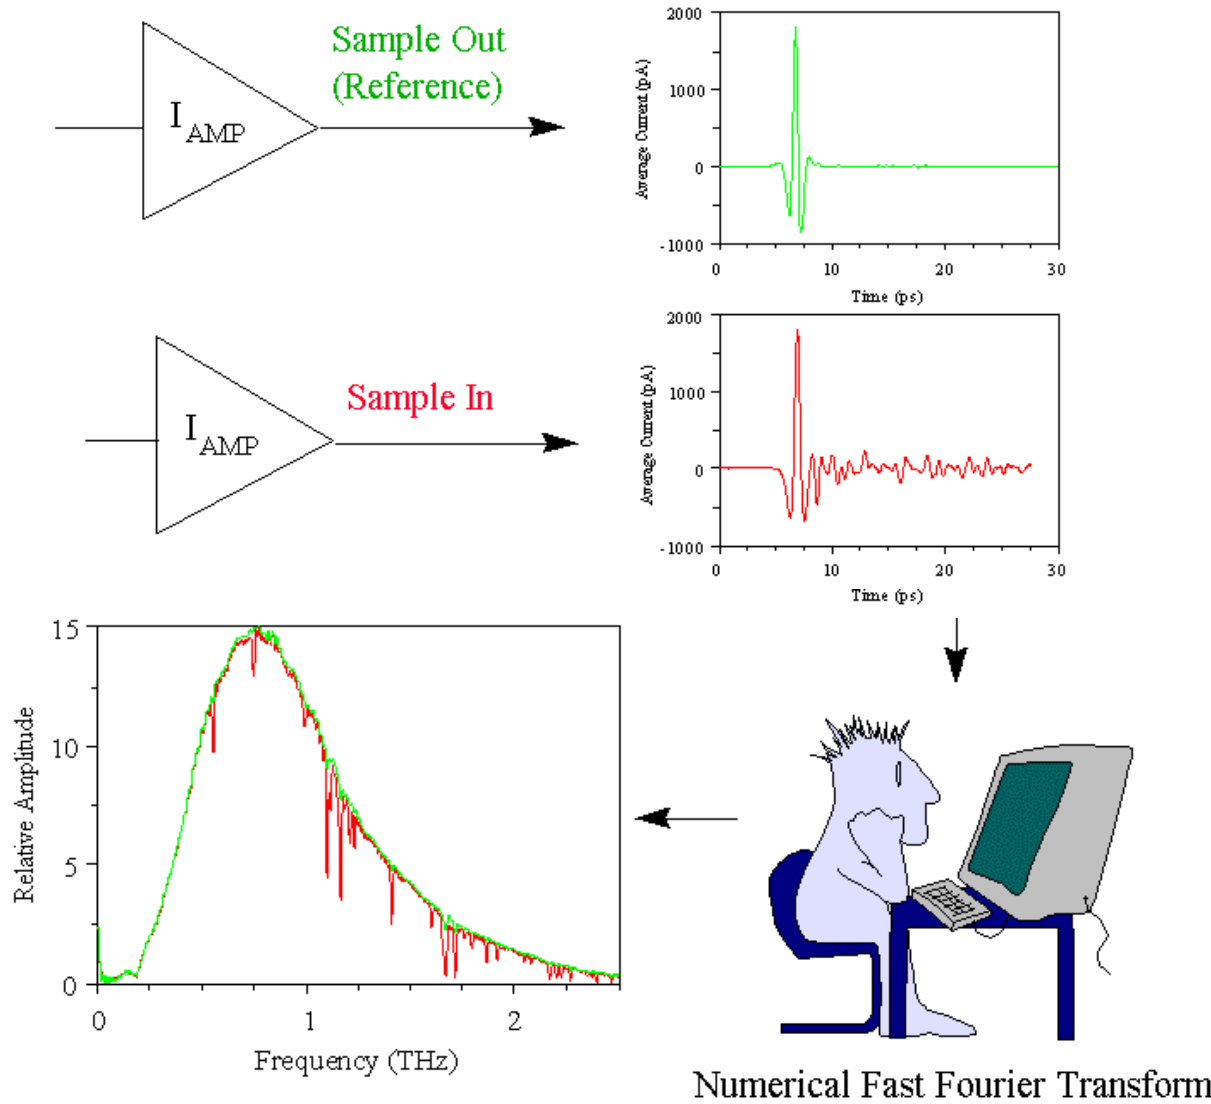 Sample Out
(Reference)
I AMP
2000
1000
0
-1000
Average Current (pA)
0 10 20 30
Time (ps)
Sample In
I AMP
2000
1000
0
-1000
Average Current (pA)
0 10 20 30
Time (ps)
15
10
5
0
Relative Amplitude
0 1 2
Frequency (THz)
Numerical Fast Fourier Transform